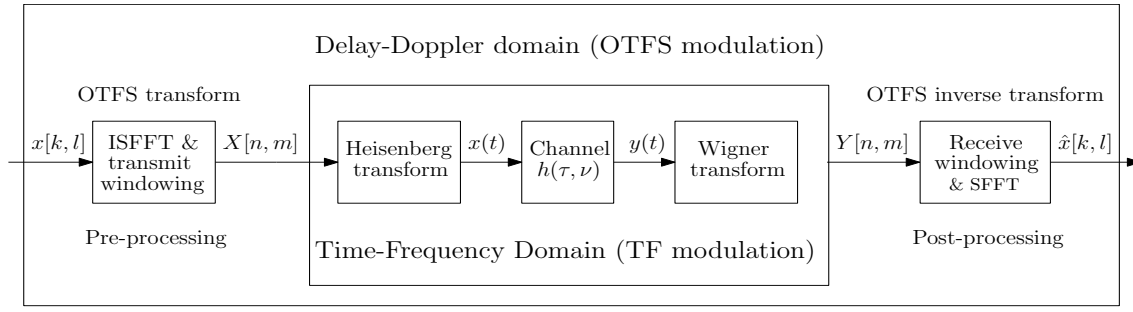 Delay-Doppler domain (OTFS modulation)
OTFS transform
OTFS inverse transform
x[k, l]
ISFFT &
transmit
windowing
X[n, m]
Heisenberg
transform
x(t)
Channel
h(τ, ν)
y(t)
Wigner
transform
Y[n, m]
Receive
windowing
& SFFT
x̂[k, l]
Pre-processing
Post-processing
Time-Frequency Domain (TF modulation)